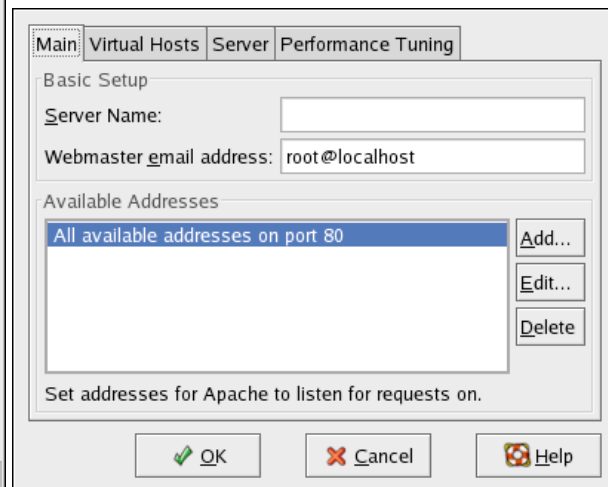 Main Virtual Hosts Server Performance Tuning
Basic Setup
Server Name:
Webmaster email address: root@localhost
Available Addresses
All available addresses on port 80
Add...
Edit...
Delete
Set addresses for Apache to listen for requests on.
OK Cancel Help